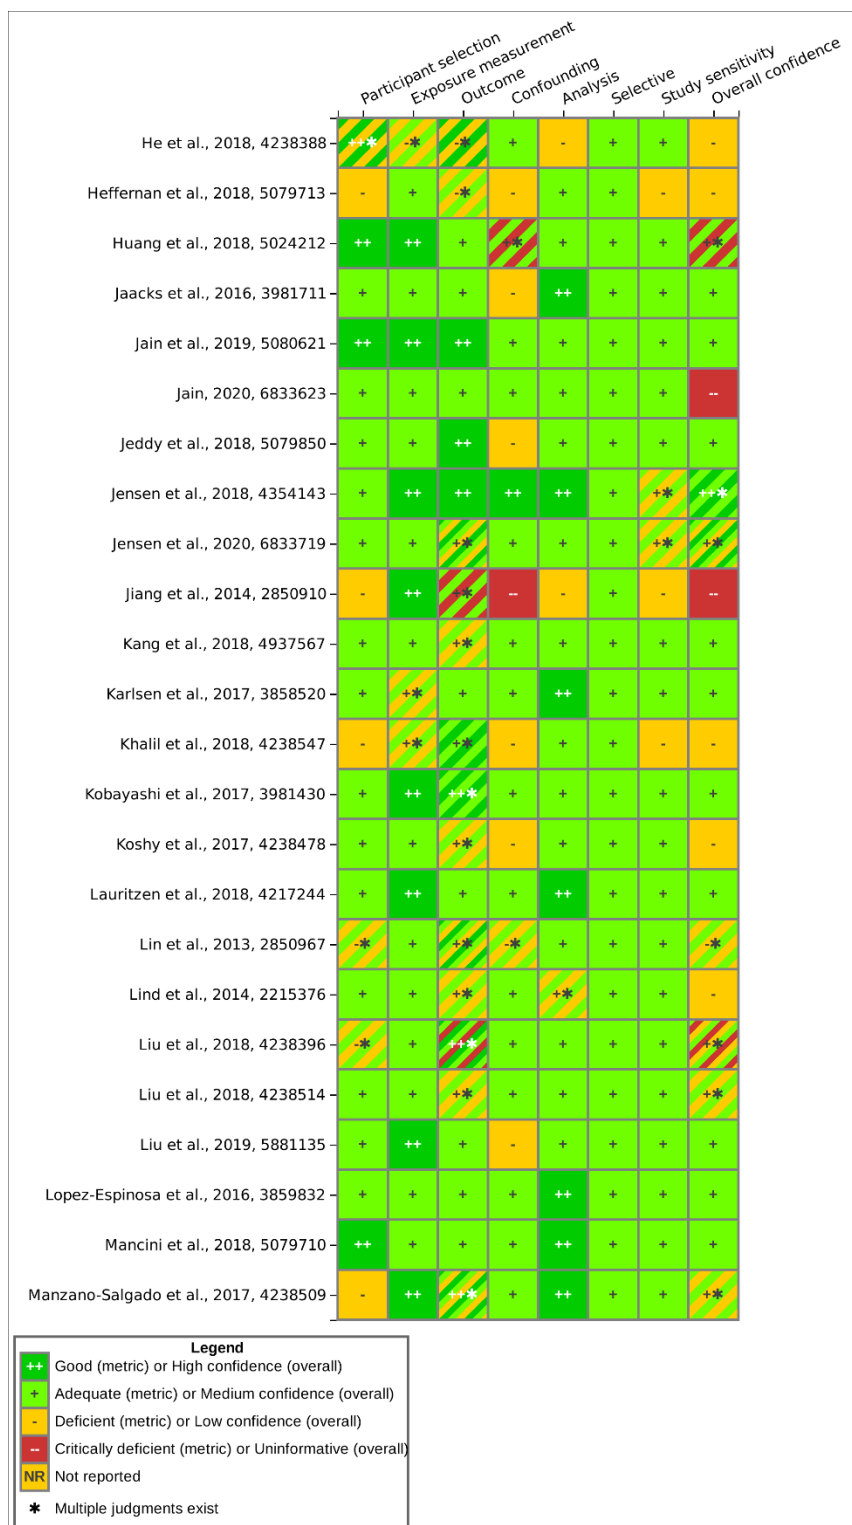 Participant selection
Exposure measurement
Outcome
Confounding
Analysis
Selective
Study sensitivity
Overall confidence
He et al., 2018, 4238388 ++✱ -✱ -✱ + - + + -
Heffernan et al., 2018, 5079713 - + -✱ - + + - -
Huang et al., 2018, 5024212 ++ ++ + +✱ + + + +✱
Jaacks et al., 2016, 3981711 + + + - ++ + + +
Jain et al., 2019, 5080621 ++ ++ ++ + + + + +
Jain, 2020, 6833623 + + + + + + + --
Jeddy et al., 2018, 5079850 + + ++ - + + + +
Jensen et al., 2018, 4354143 + ++ ++ ++ ++ + +✱ ++✱
Jensen et al., 2020, 6833719 + + +✱ + + + +✱ +✱
Jiang et al., 2014, 2850910 - ++ +✱ -- - + - --
Kang et al., 2018, 4937567 + + +✱ + + + + +
Karlsen et al., 2017, 3858520 + +✱ + + ++ + + +
Khalil et al., 2018, 4238547 - +✱ +✱ - + + - -
Kobayashi et al., 2017, 3981430 + ++ ++✱ + + + + +
Koshy et al., 2017, 4238478 + + +✱ - + + + -
Lauritzen et al., 2018, 4217244 + ++ + + ++ + + +
Lin et al., 2013, 2850967 -✱ + +✱ -✱ + + + -✱
Lind et al., 2014, 2215376 + + +✱ + +✱ + + -
Liu et al., 2018, 4238396 -✱ + ++✱ + + + + +✱
Liu et al., 2018, 4238514 + + +✱ + + + + +✱
Liu et al., 2019, 5881135 + ++ + - + + + +
Lopez-Espinosa et al., 2016, 3859832 + + + + ++ + + +
Mancini et al., 2018, 5079710 ++ + + + ++ + + +
Manzano-Salgado et al., 2017, 4238509 - ++ ++✱ + ++ + + +✱
Legend
++ Good (metric) or High confidence (overall)
+ Adequate (metric) or Medium confidence (overall)
- Deficient (metric) or Low confidence (overall)
-- Critically deficient (metric) or Uninformative (overall)
NR Not reported
✱ Multiple judgments exist